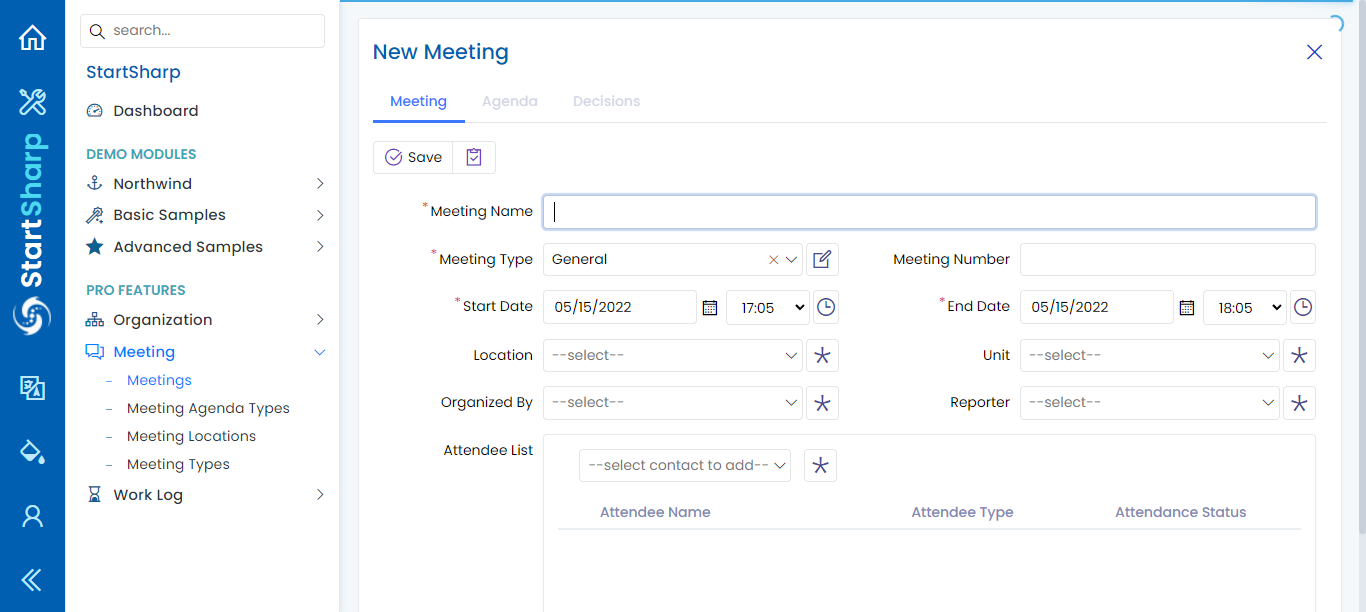 StartSharp
search...
StartSharp
Dashboard
DEMO MODULES
Northwind
Basic Samples
Advanced Samples
PRO FEATURES
Organization
Meeting
– Meetings
– Meeting Agenda Types
– Meeting Locations
– Meeting Types
Work Log
New Meeting
Meeting Agenda Decisions
Save
*Meeting Name
*Meeting Type General Meeting Number
*Start Date 05/15/2022 17:05 *End Date 05/15/2022 18:05
Location --select-- Unit --select--
Organized By --select-- Reporter --select--
Attendee List
--select contact to add--
Attendee Name Attendee Type Attendance Status